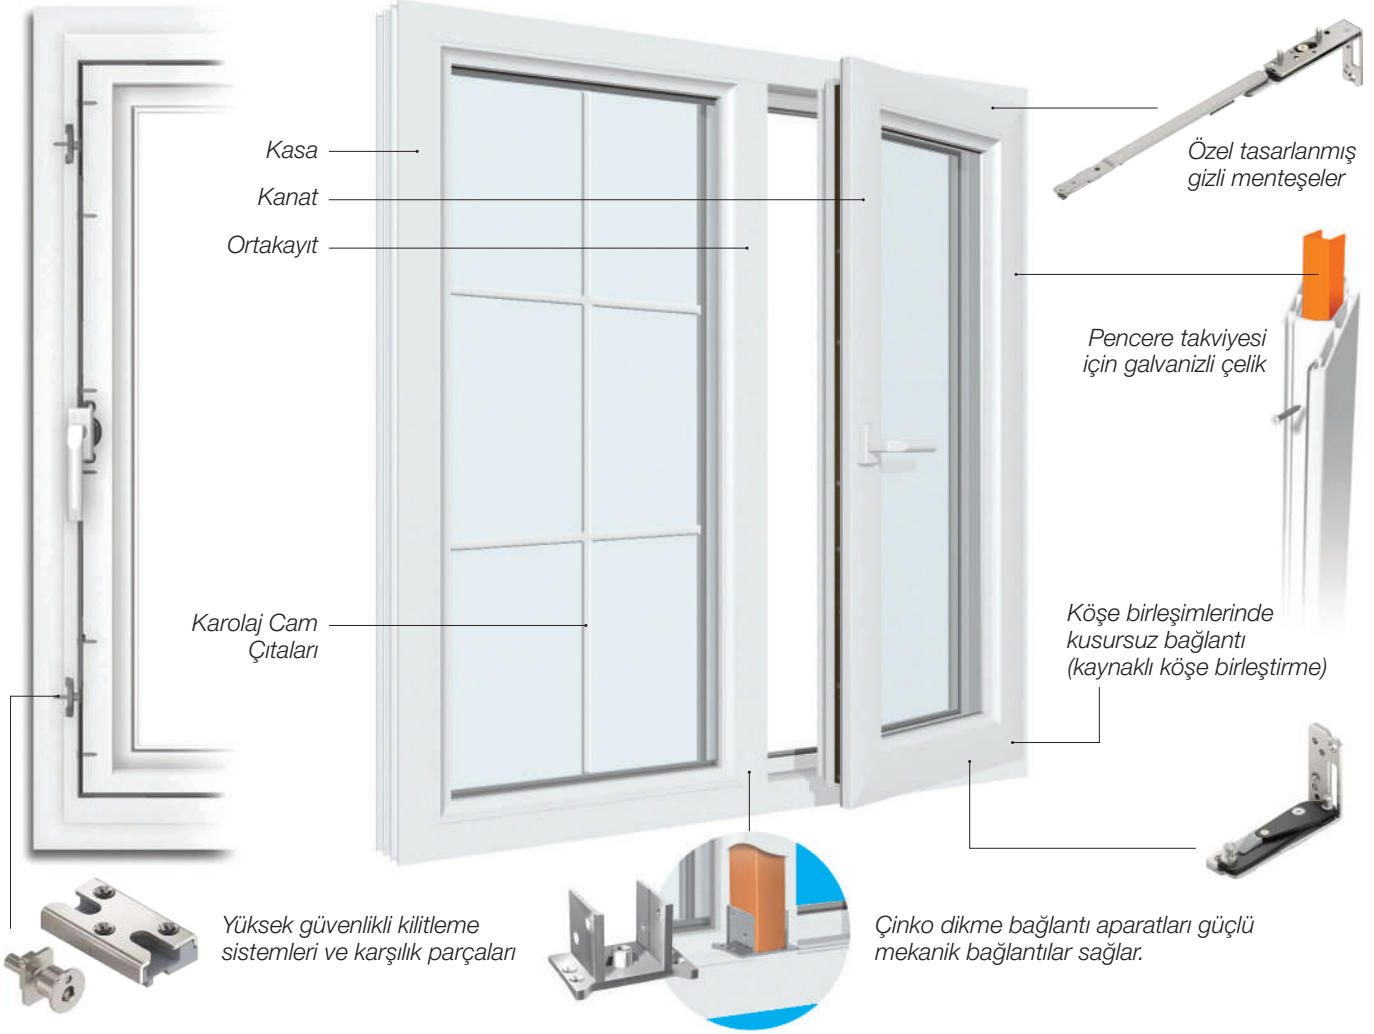 Kasa
Kanat
Ortakayıt
Özel tasarlanmış
gizli menteşeler
Pencere takviyesi
için galvanizli çelik
Karolaj Cam
Çıtaları
Köşe birleşimlerinde
kusursuz bağlantı
(kaynaklı köşe birleştirme)
Yüksek güvenlikli kilitleme
sistemleri ve karşılık parçaları
Çinko dikme bağlantı aparatları güçlü
mekanik bağlantılar sağlar.